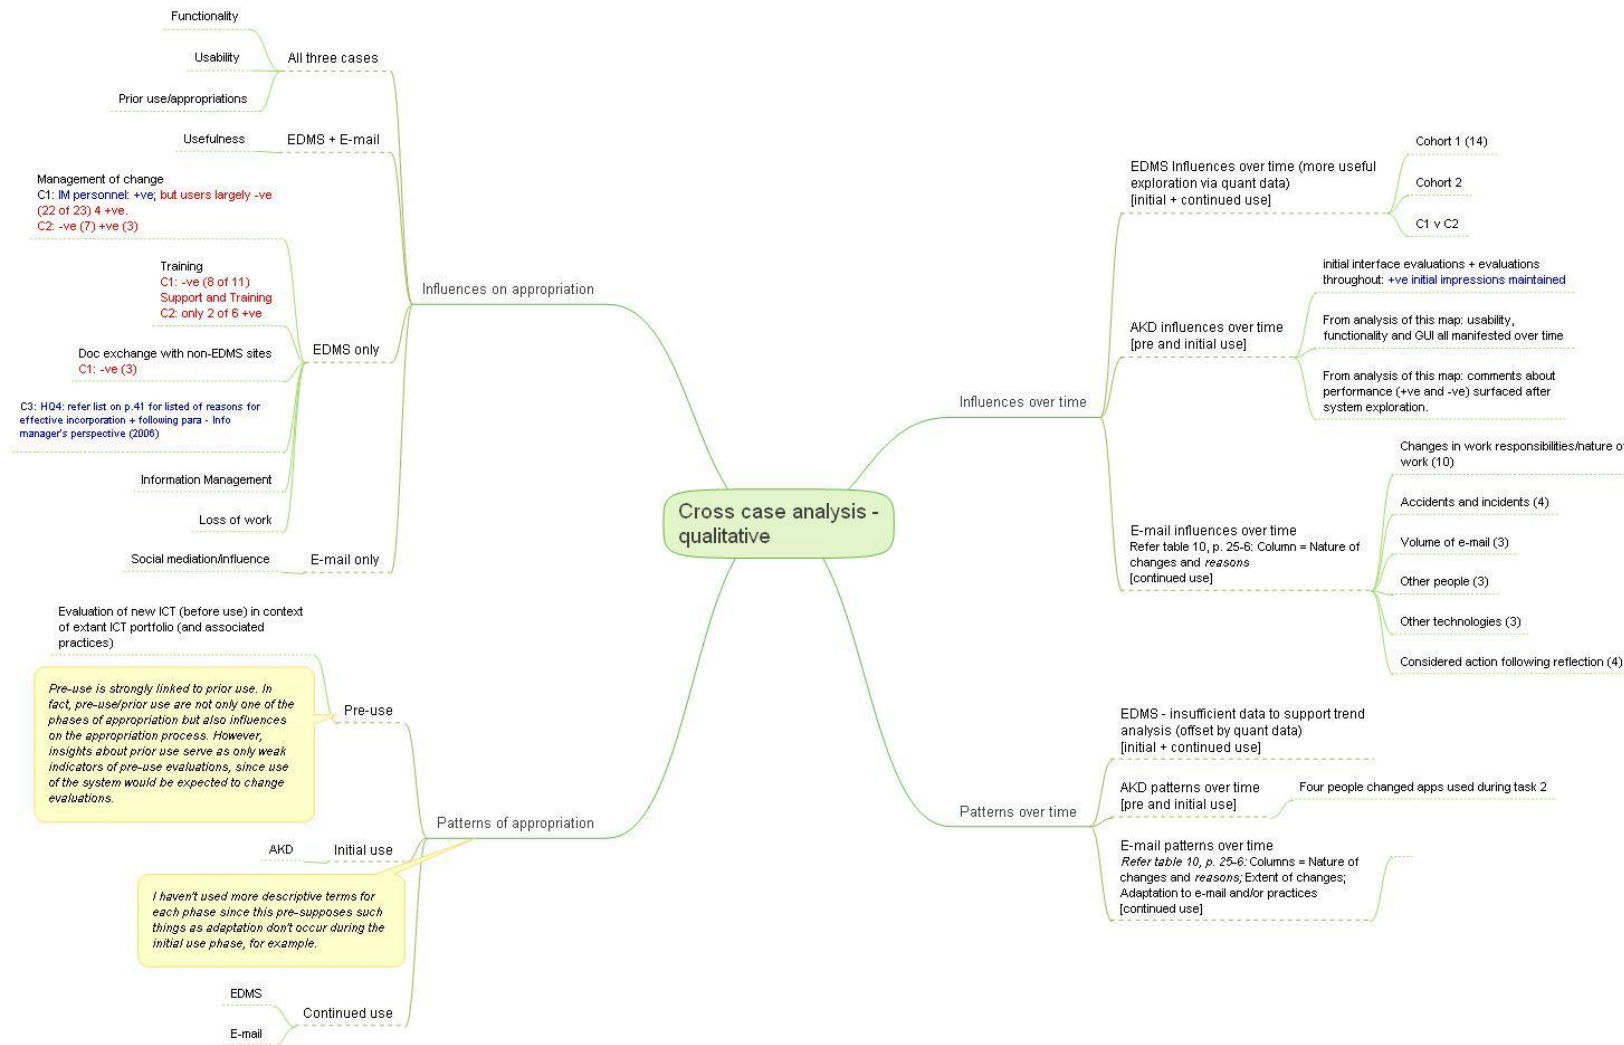 Cross case analysis -
qualitative
Influences on appropriation
All three cases
Functionality
Usability
Prior use/appropriations
EDMS + E-mail
Usefulness
EDMS only
Management of change
C1: IM personnel: +ve; but users largely -ve
(22 of 23) 4 +ve.
C2: -ve (7) +ve (3)
Training
C1: -ve (8 of 11)
Support and Training
C2: only 2 of 6 +ve
Doc exchange with non-EDMS sites
C1: -ve (3)
C3: HQ4: refer list on p.41 for listed of reasons for
effective incorporation + following para - Info
manager's perspective (2006)
Information Management
Loss of work
E-mail only
Social mediation/influence
Patterns of appropriation
Pre-use
Evaluation of new ICT (before use) in context
of extant ICT portfolio (and associated
practices)
Pre-use is strongly linked to prior use. In
fact, pre-use/prior use are not only one of the
phases of appropriation but also influences
on the appropriation process. However,
insights about prior use serve as only weak
indicators of pre-use evaluations, since use
of the system would be expected to change
evaluations.
Initial use
AKD
I haven't used more descriptive terms for
each phase since this pre-supposes such
things as adaptation don't occur during the
initial use phase, for example.
Continued use
EDMS
E-mail
Influences over time
EDMS Influences over time (more useful
exploration via quant data)
[initial + continued use]
Cohort 1 (14)
Cohort 2
C1 v C2
AKD influences over time
[pre and initial use]
initial interface evaluations + evaluations
throughout: +ve initial impressions maintained
From analysis of this map: usability,
functionality and GUI all manifested over time
From analysis of this map: comments about
performance (+ve and -ve) surfaced after
system exploration.
E-mail influences over time
Refer table 10, p. 25-6: Column = Nature of
changes and reasons
[continued use]
Changes in work responsibilities/nature of
work (10)
Accidents and incidents (4)
Volume of e-mail (3)
Other people (3)
Other technologies (3)
Considered action following reflection (4)
Patterns over time
EDMS - insufficient data to support trend
analysis (offset by quant data)
[initial + continued use]
AKD patterns over time
[pre and initial use]
Four people changed apps used during task 2
E-mail patterns over time
Refer table 10, p. 25-6: Columns = Nature of
changes and reasons; Extent of changes;
Adaptation to e-mail and/or practices
[continued use]